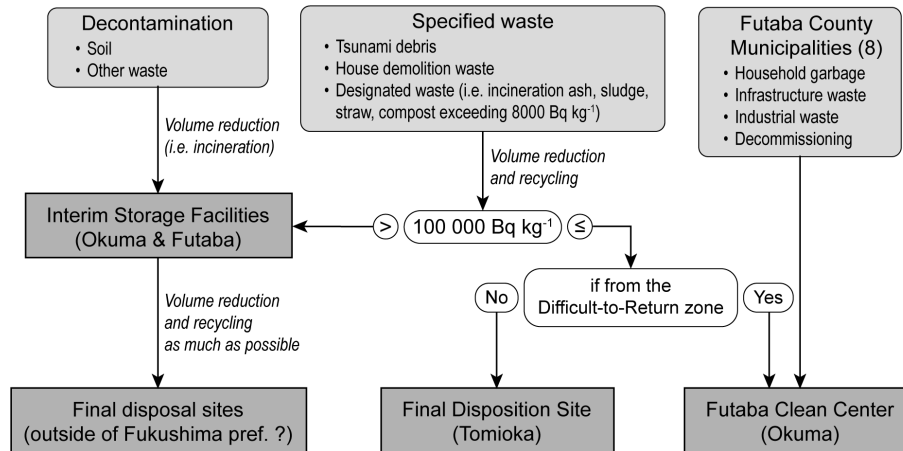 Decontamination
• Soil
• Other waste
Specified waste
• Tsunami debris
• House demolition waste
• Designated waste (i.e. incineration ash, sludge,
straw, compost exceeding 8000 Bq kg⁻¹)
Futaba County
Municipalities (8)
• Household garbage
• Infrastructure waste
• Industrial waste
• Decommissioning
Volume reduction
(i.e. incineration)
Volume reduction
and recycling
Interim Storage Facilities
(Okuma & Futaba)
>
100 000 Bq kg⁻¹
≤
if from the
Difficult-to-Return zone
No
Yes
Volume reduction
and recycling
as much as possible
Final disposal sites
(outside of Fukushima pref. ?)
Final Disposition Site
(Tomioka)
Futaba Clean Center
(Okuma)